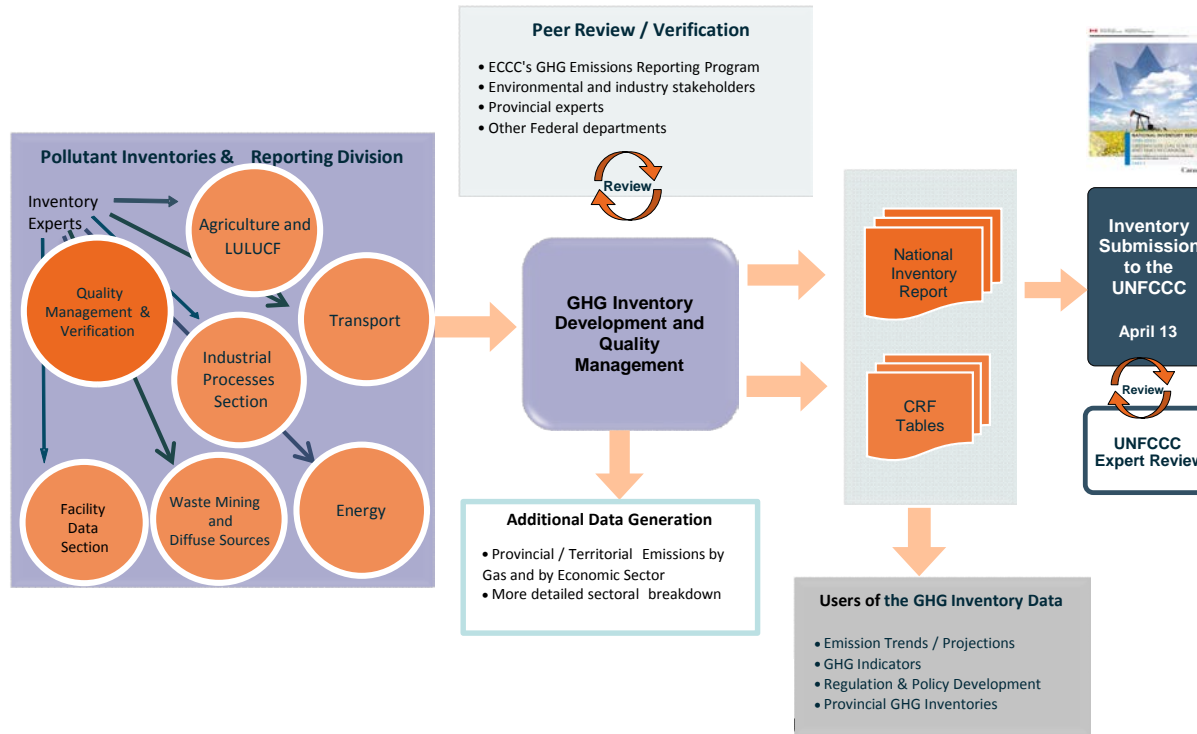 Peer Review / Verification
• ECCC's GHG Emissions Reporting Program
• Environmental and industry stakeholders
• Provincial experts
• Other Federal departments
Review
Pollutant Inventories & Reporting Division
Inventory
Experts
Agriculture and
LULUCF
Quality
Management &
Verification
Transport
Industrial
Processes
Section
Facility
Data
Section
Waste Mining
and
Diffuse Sources
Energy
GHG Inventory
Development and
Quality
Management
Additional Data Generation
• Provincial / Territorial Emissions by
Gas and by Economic Sector
• More detailed sectoral breakdown
National
Inventory
Report
CRF
Tables
Users of the GHG Inventory Data
• Emission Trends / Projections
• GHG Indicators
• Regulation & Policy Development
• Provincial GHG Inventories
NATIONAL INVENTORY REPO
Inventory
Submission
to the
UNFCCC
April 13
Review
UNFCCC
Expert Review